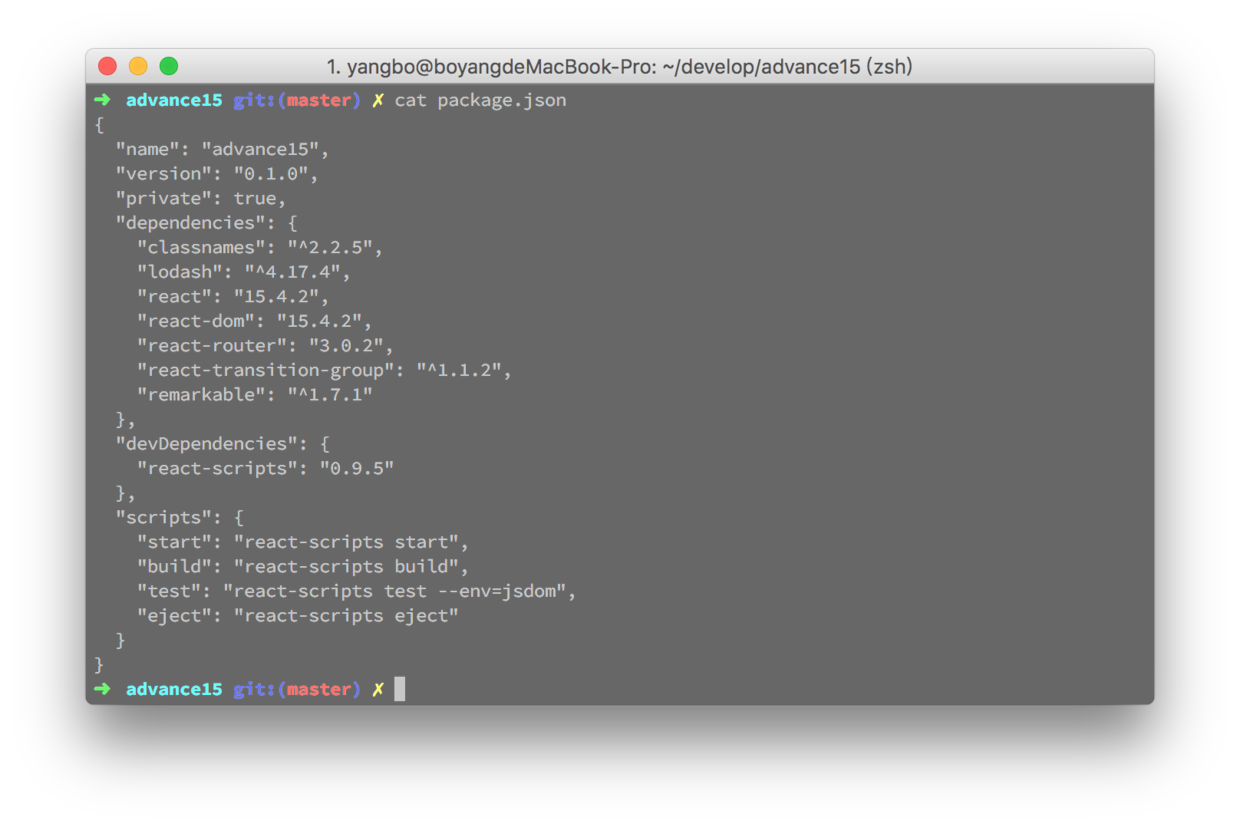 1. yangbo@boyangdeMacBook-Pro: ~/develop/advance15 (zsh)
➜  advance15 git:(master) ✗ cat package.json
{
  "name": "advance15",
  "version": "0.1.0",
  "private": true,
  "dependencies": {
    "classnames": "^2.2.5",
    "lodash": "^4.17.4",
    "react": "15.4.2",
    "react-dom": "15.4.2",
    "react-router": "3.0.2",
    "react-transition-group": "^1.1.2",
    "remarkable": "^1.7.1"
  },
  "devDependencies": {
    "react-scripts": "0.9.5"
  },
  "scripts": {
    "start": "react-scripts start",
    "build": "react-scripts build",
    "test": "react-scripts test --env=jsdom",
    "eject": "react-scripts eject"
  }
}
➜  advance15 git:(master) ✗